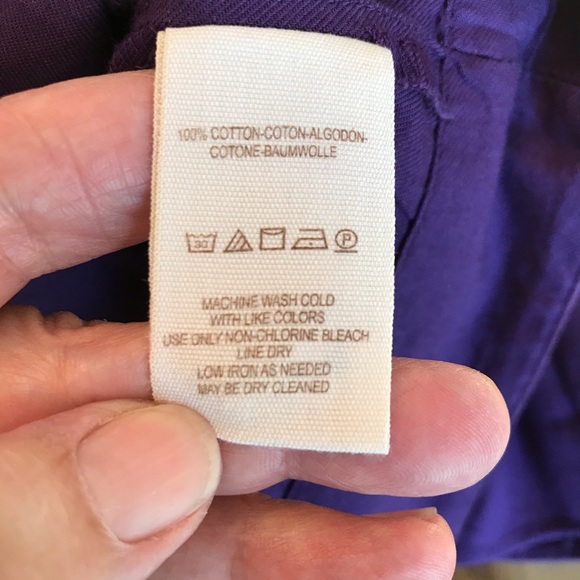 100% COTTON-COTON-ALGODON-
COTONE-BAUMWOLLE
30
P
MACHINE WASH COLD
WITH LIKE COLORS
USE ONLY NON-CHLORINE BLEACH
LINE DRY
LOW IRON AS NEEDED
MAY BE DRY CLEANED